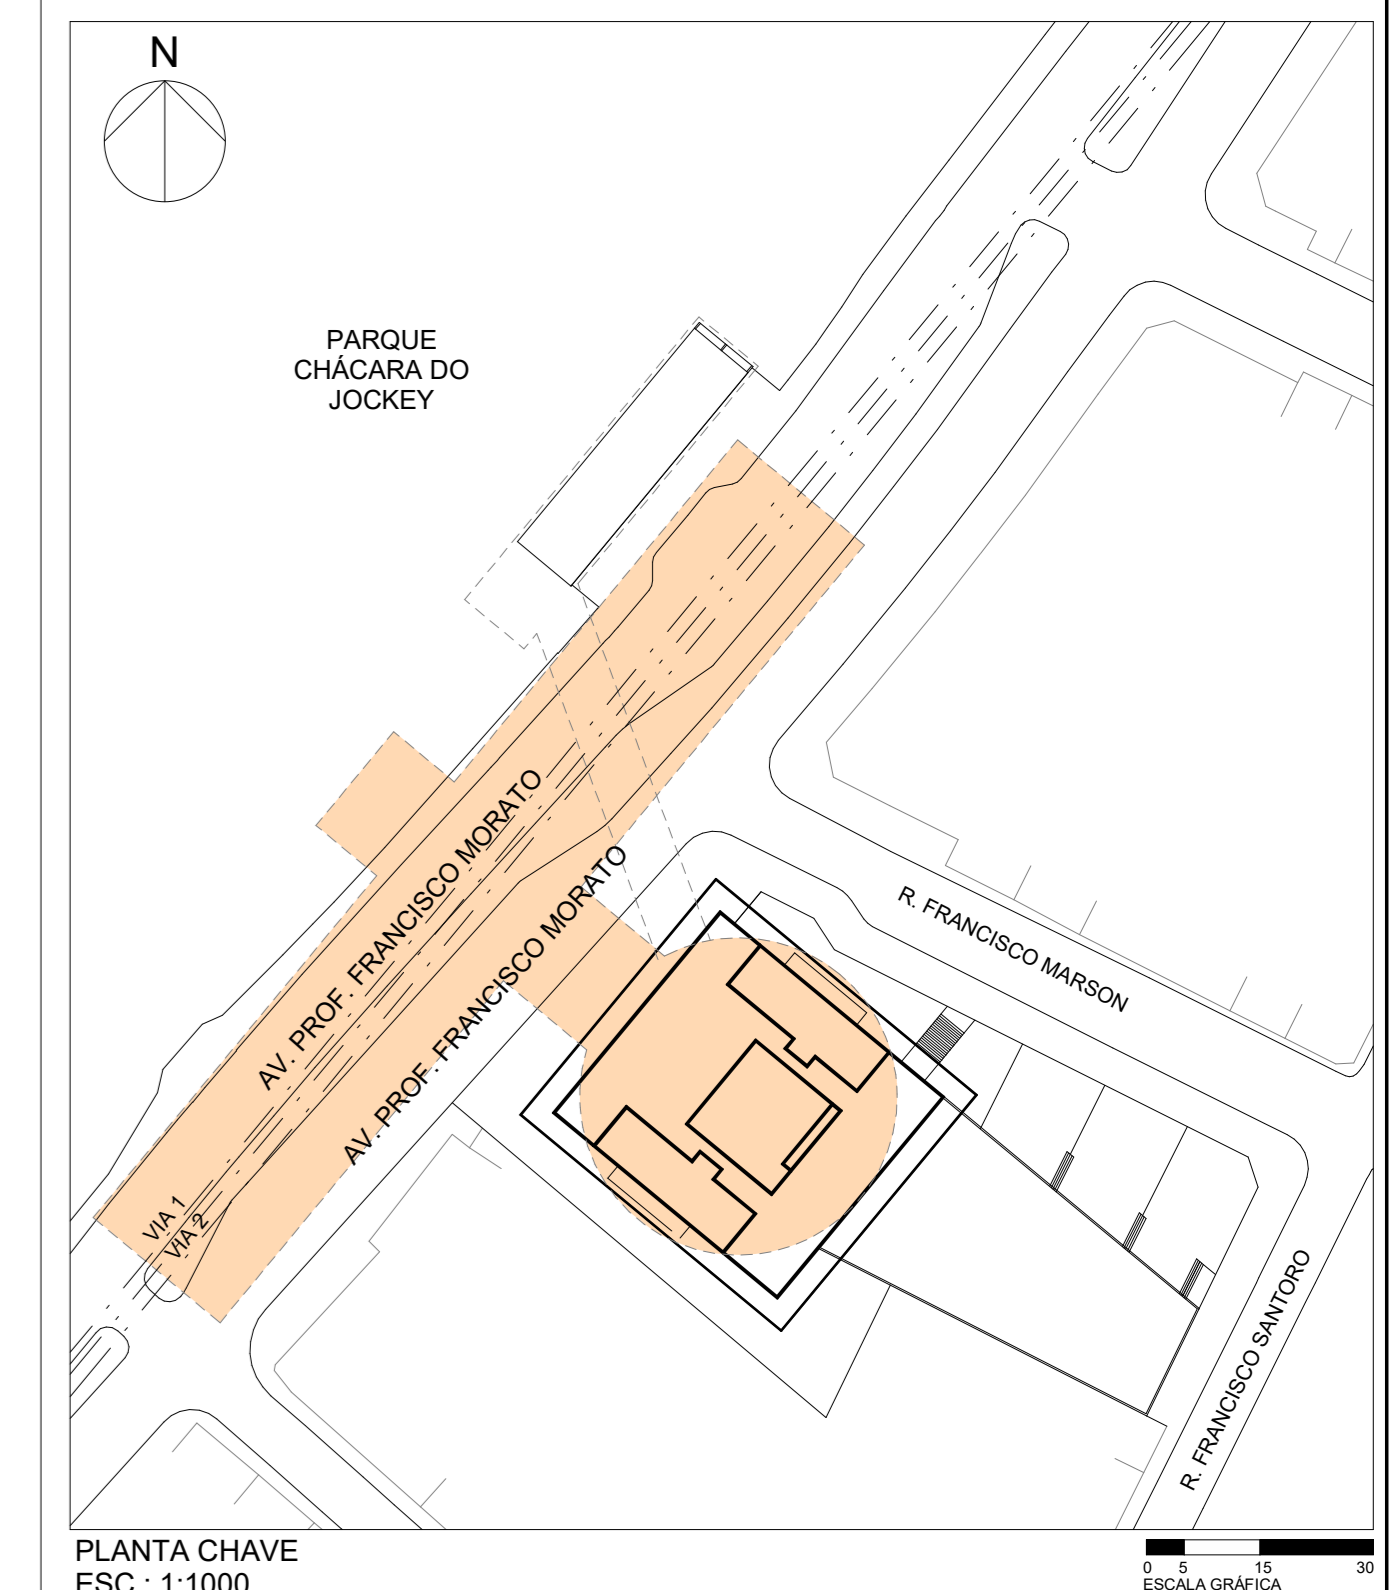 N
PARQUE
CHÁCARA DO
JOCKEY
AV. PROF. FRANCISCO MORATO
AV. PROF. FRANCISCO MORATO
R. FRANCISCO MARSON
VIA 1
VIA 2
R. FRANCISCO SANTORO
PLANTA CHAVE
ESC.: 1:1000
0 5 15 30
ESCALA GRÁFICA